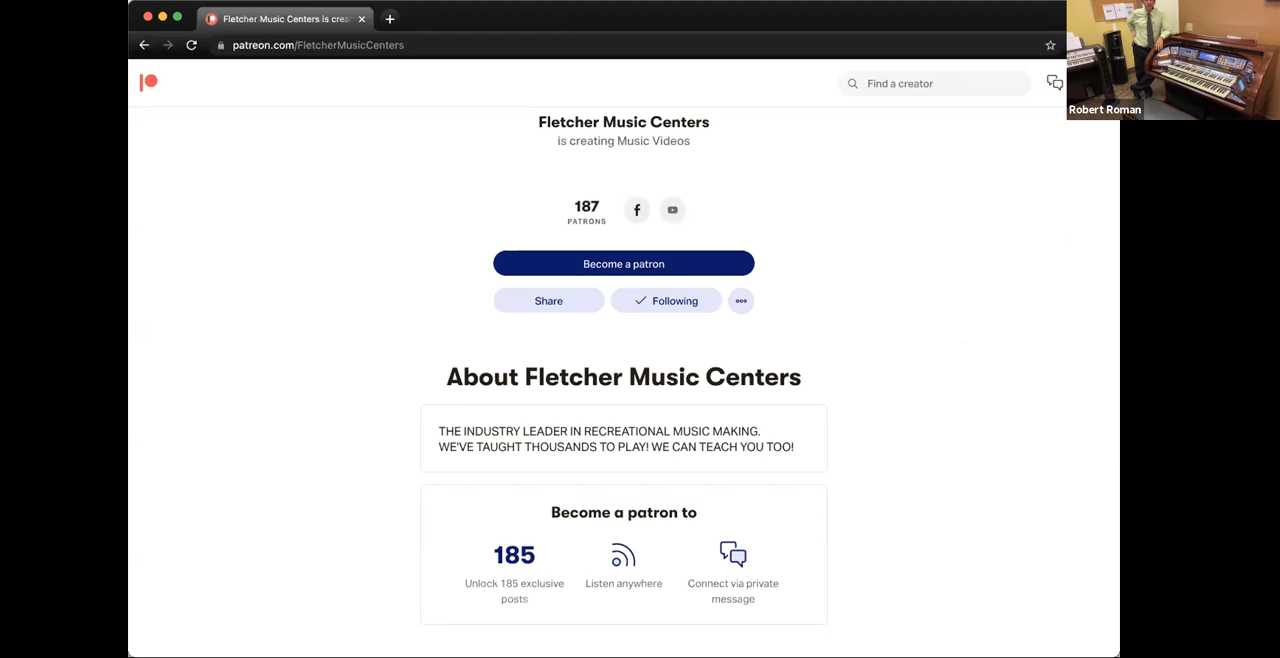 Fletcher Music Centers is crea
patreon.com/FletcherMusicCenters
Find a creator
Robert Roman
Fletcher Music Centers
is creating Music Videos
187
PATRONS
Become a patron
Share
Following
About Fletcher Music Centers
THE INDUSTRY LEADER IN RECREATIONAL MUSIC MAKING.
WE'VE TAUGHT THOUSANDS TO PLAY! WE CAN TEACH YOU TOO!
Become a patron to
185
Unlock 185 exclusive
posts
Listen anywhere
Connect via private
message